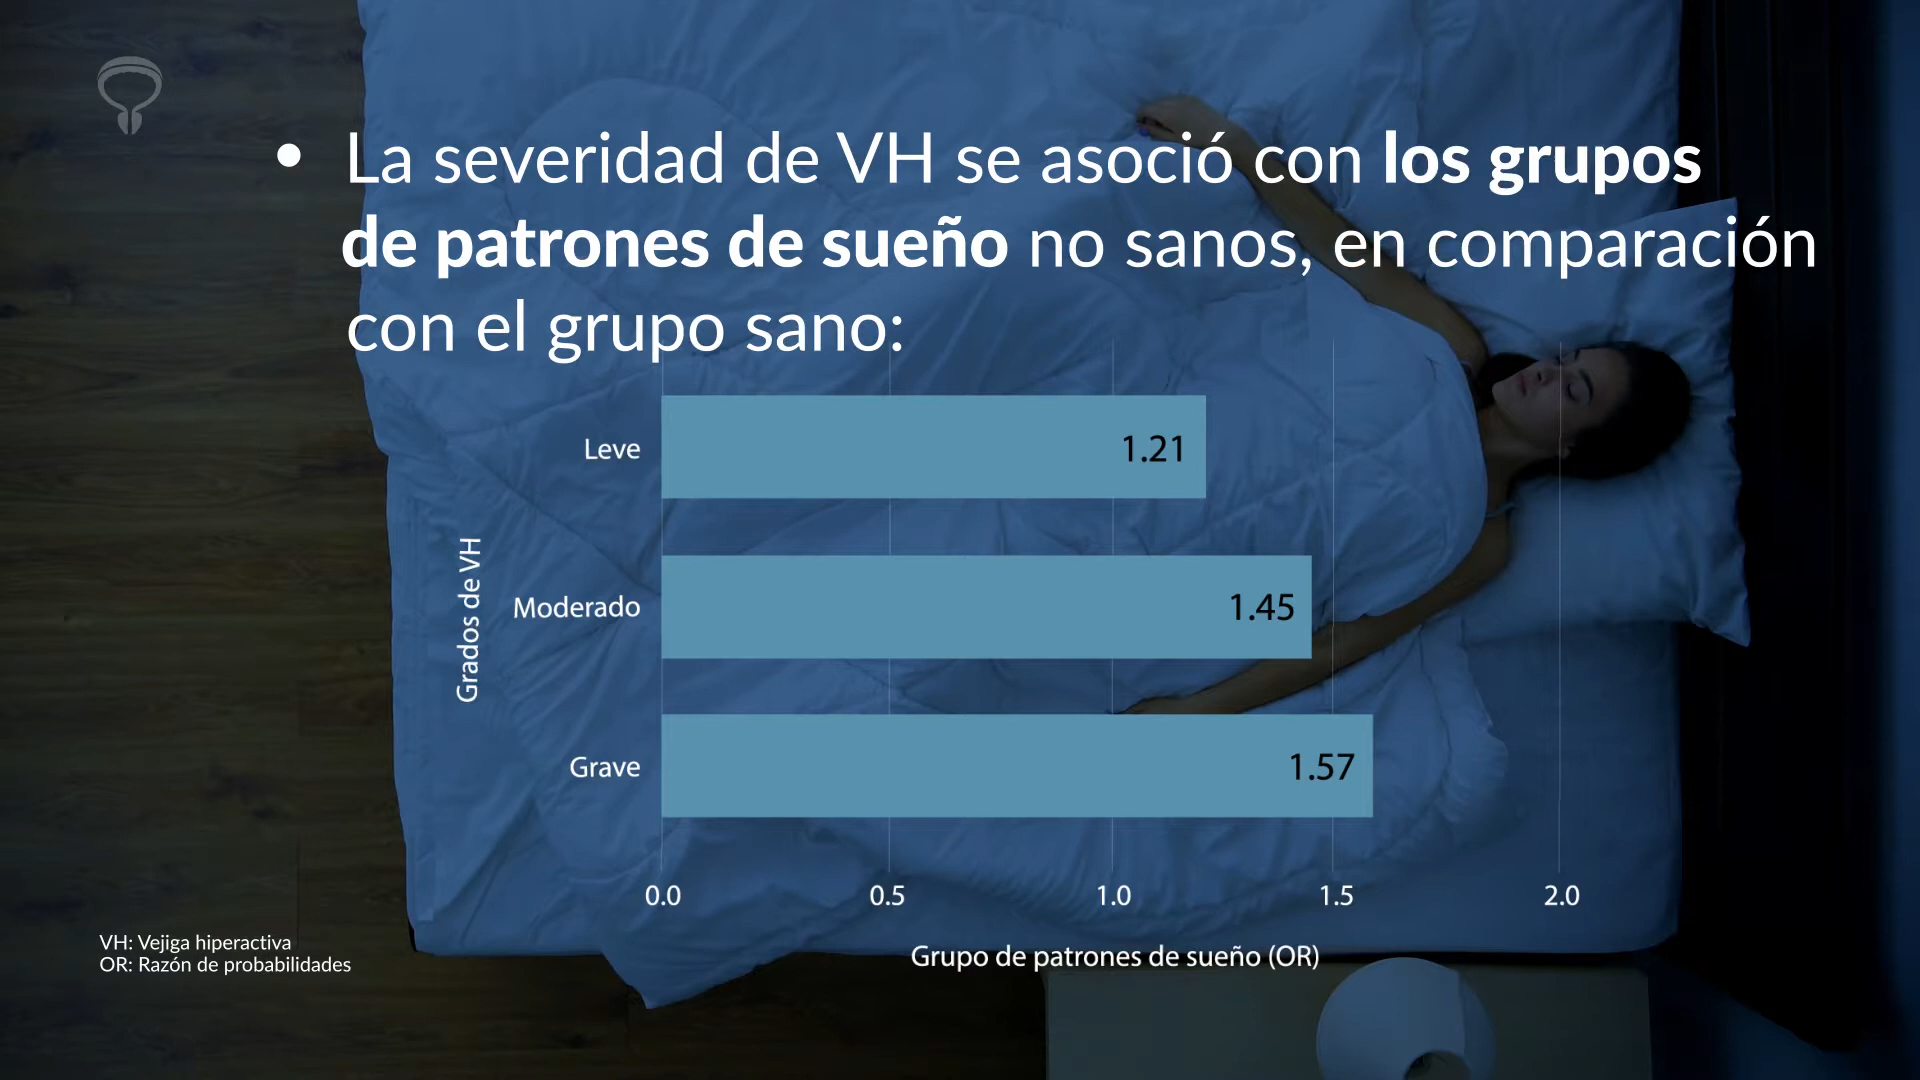 • La severidad de VH se asoció con los grupos
de patrones de sueño no sanos, en comparación
con el grupo sano:
Leve
1.21
Moderado
1.45
Grave
1.57
Grados de VH
0.0 0.5 1.0 1.5 2.0
Grupo de patrones de sueño (OR)
VH: Vejiga hiperactiva
OR: Razón de probabilidades